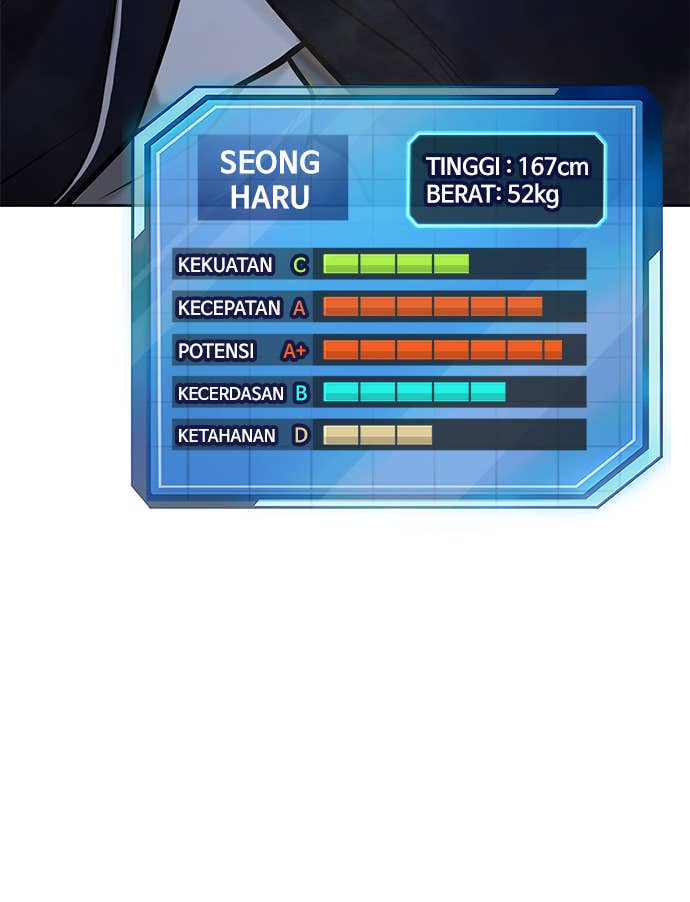 SEONG
HARU
TINGGI : 167cm
BERAT: 52kg
KEKUATAN C
KECEPATAN A
POTENSI A+
KECERDASAN B
KETAHANAN D